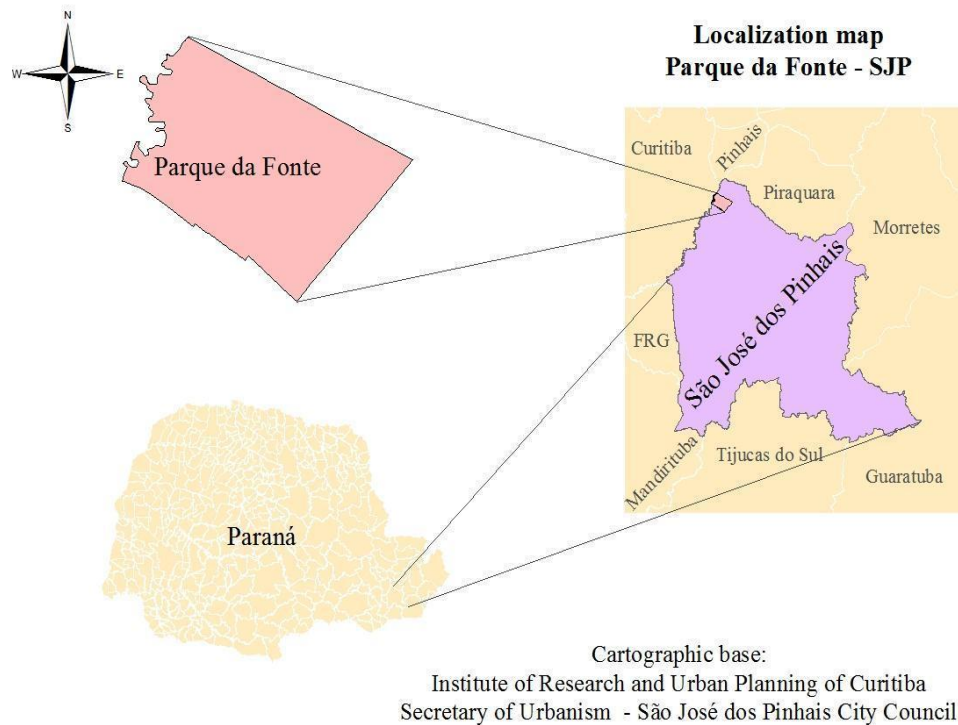 N
W
E
S
Localization map
Parque da Fonte - SJP
Parque da Fonte
Curitiba
Pinhais
Piraquara
Morretes
São José dos Pinhais
FRG
Mandirituba
Tijucas do Sul
Guaratuba
Paraná
Cartographic base:
Institute of Research and Urban Planning of Curitiba
Secretary of Urbanism - São José dos Pinhais City Council